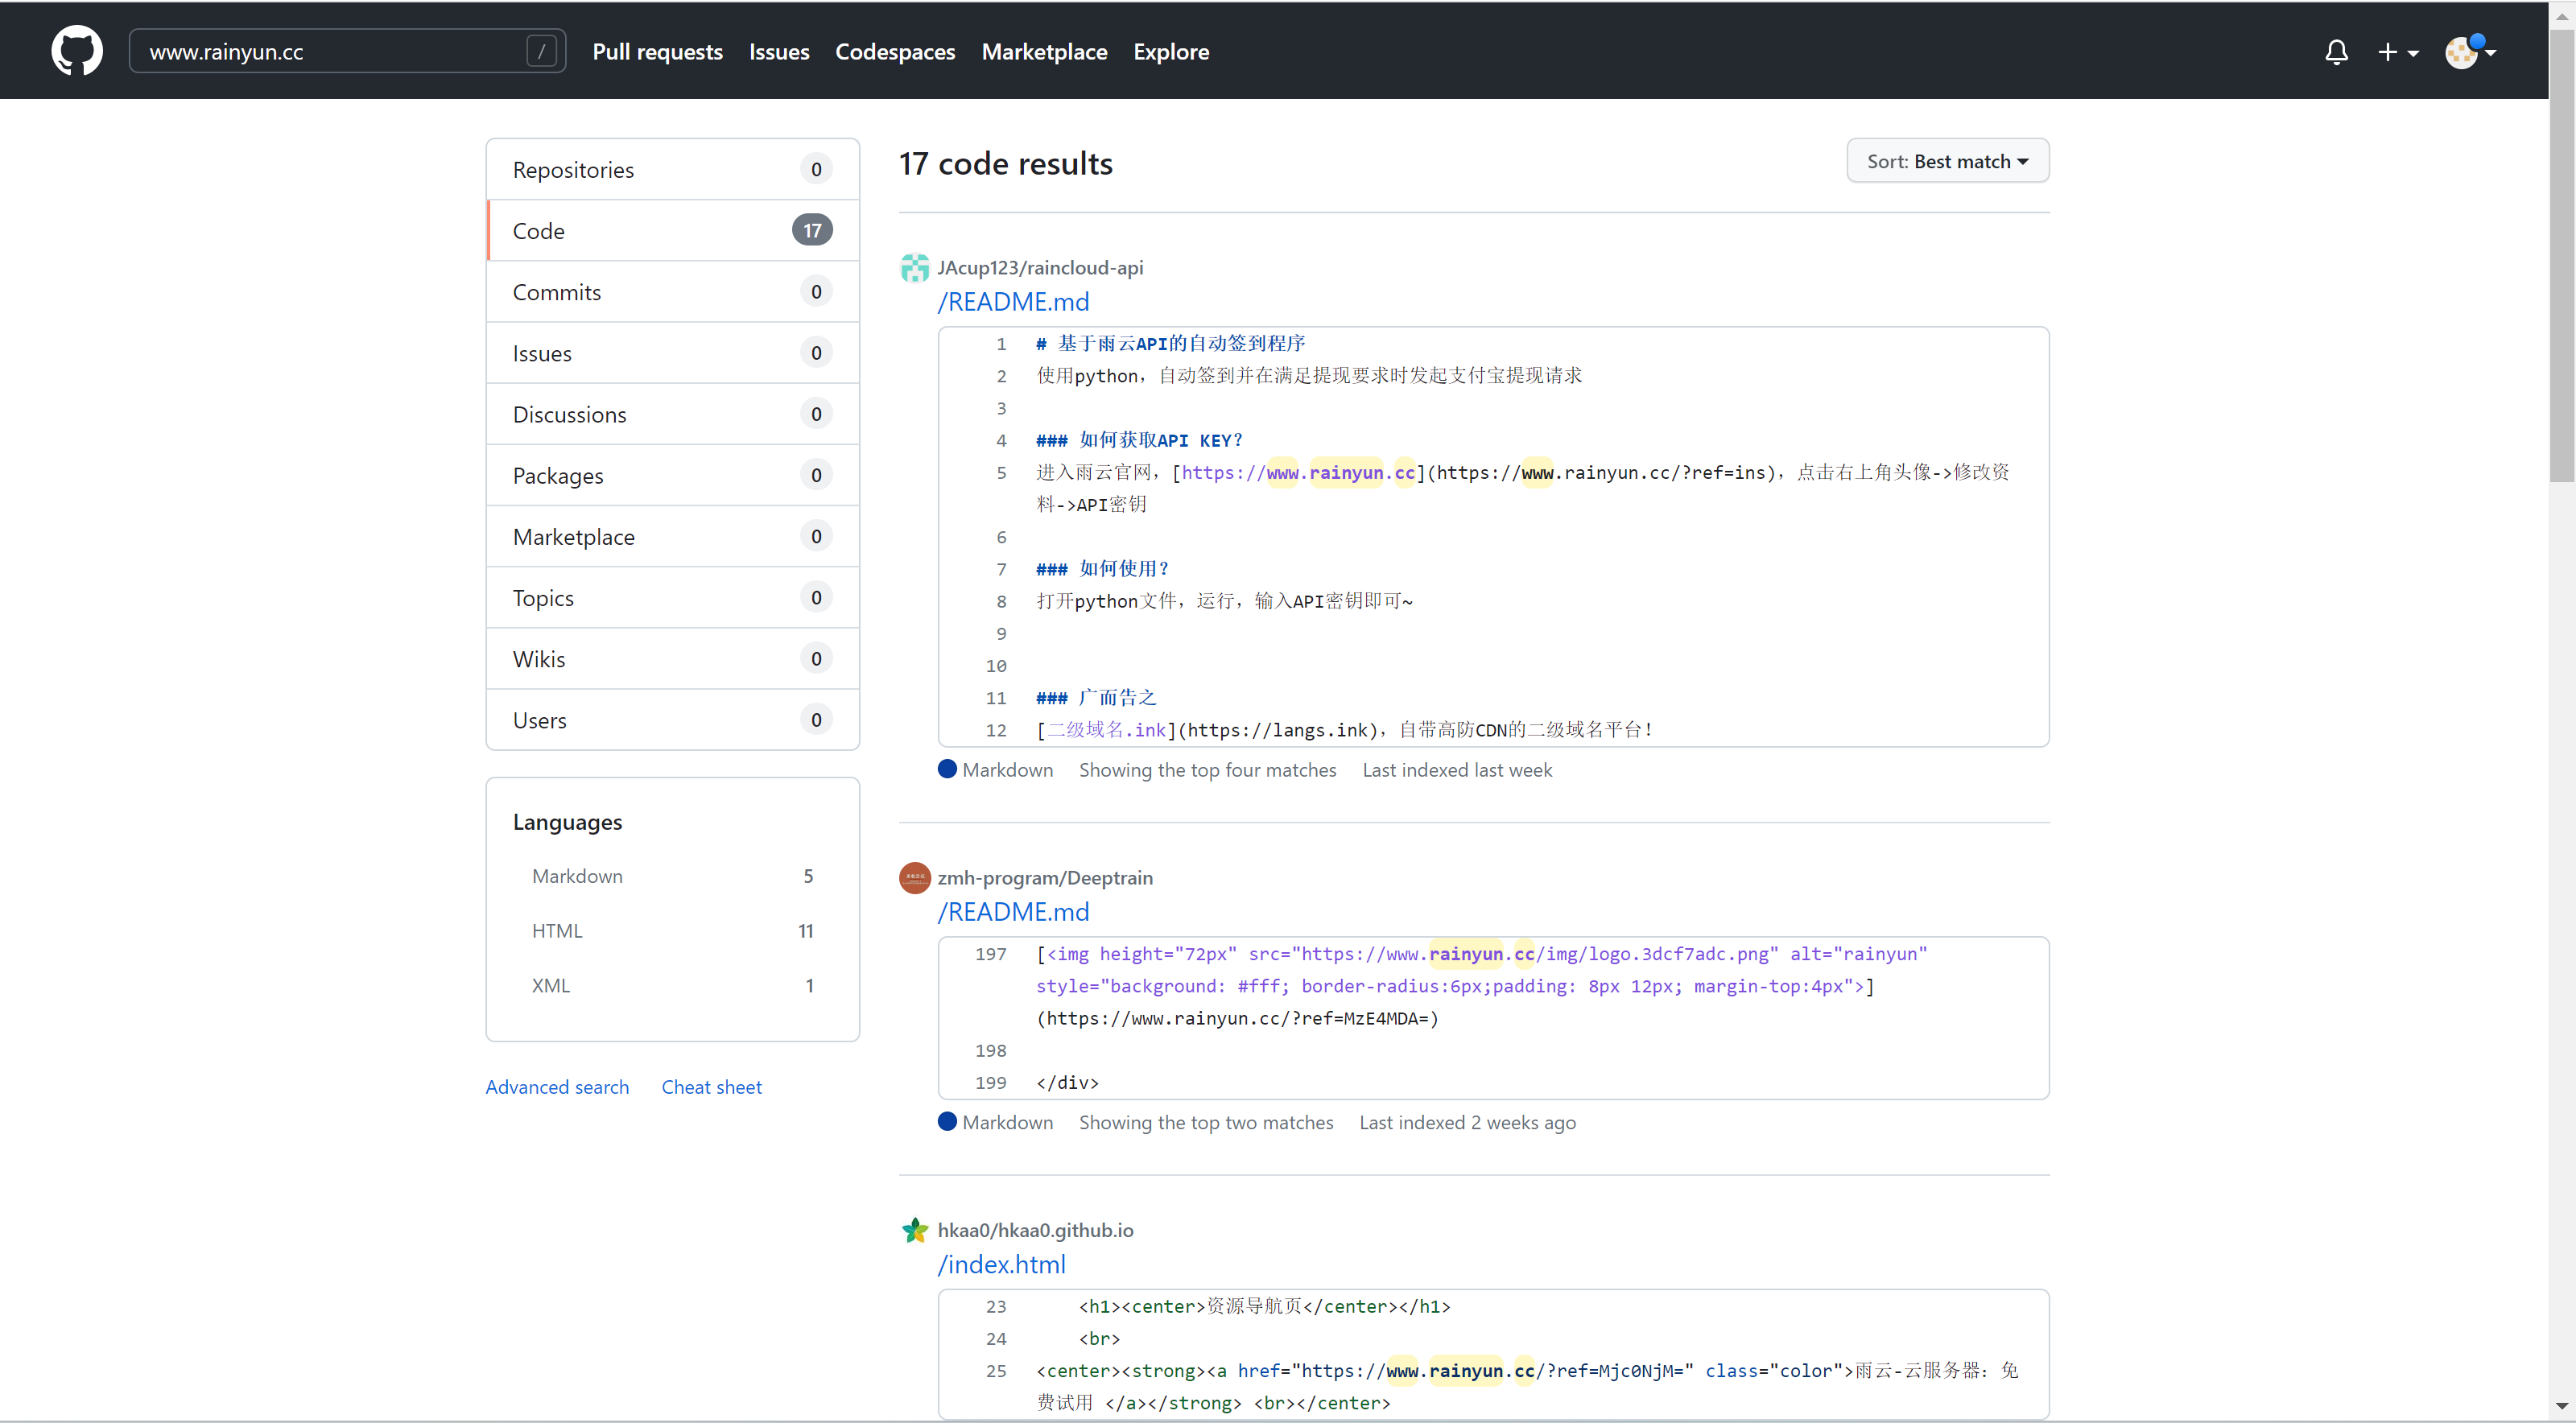 www.rainyun.cc
/
Pull requests
Issues
Codespaces
Marketplace
Explore
Repositories 0
Code 17
Commits 0
Issues 0
Discussions 0
Packages 0
Marketplace 0
Topics 0
Wikis 0
Users 0
Languages
Markdown 5
HTML 11
XML 1
Advanced search
Cheat sheet
17 code results
Sort: Best match
JAcup123/raincloud-api
/README.md
1 # 基于雨云API的自动签到程序
2 使用python，自动签到并在满足提现要求时发起支付宝提现请求
3
4 ### 如何获取API KEY？
5 进入雨云官网，[https://www.rainyun.cc](https://www.rainyun.cc/?ref=ins)，点击右上角头像->修改资
料->API密钥
6
7 ### 如何使用？
8 打开python文件，运行，输入API密钥即可~
9
10
11 ### 广而告之
12 [二级域名.ink](https://langs.ink)，自带高防CDN的二级域名平台！
Markdown Showing the top four matches Last indexed last week
zmh-program/Deeptrain
/README.md
197 [<img height="72px" src="https://www.rainyun.cc/img/logo.3dcf7adc.png" alt="rainyun"
style="background: #fff; border-radius:6px;padding: 8px 12px; margin-top:4px">]
(https://www.rainyun.cc/?ref=MzE4MDA=)
198
199 </div>
Markdown Showing the top two matches Last indexed 2 weeks ago
hkaa0/hkaa0.github.io
/index.html
23 <h1><center>资源导航页</center></h1>
24 <br>
25 <center><strong><a href="https://www.rainyun.cc/?ref=Mjc0NjM=" class="color">雨云-云服务器：免
费试用 </a></strong> <br></center>